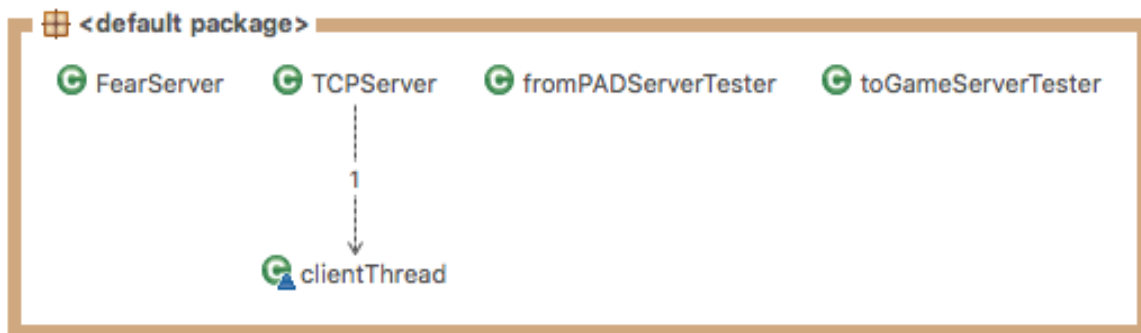 <default package>
FearServer TCPServer fromPADServerTester toGameServerTester
1
clientThread